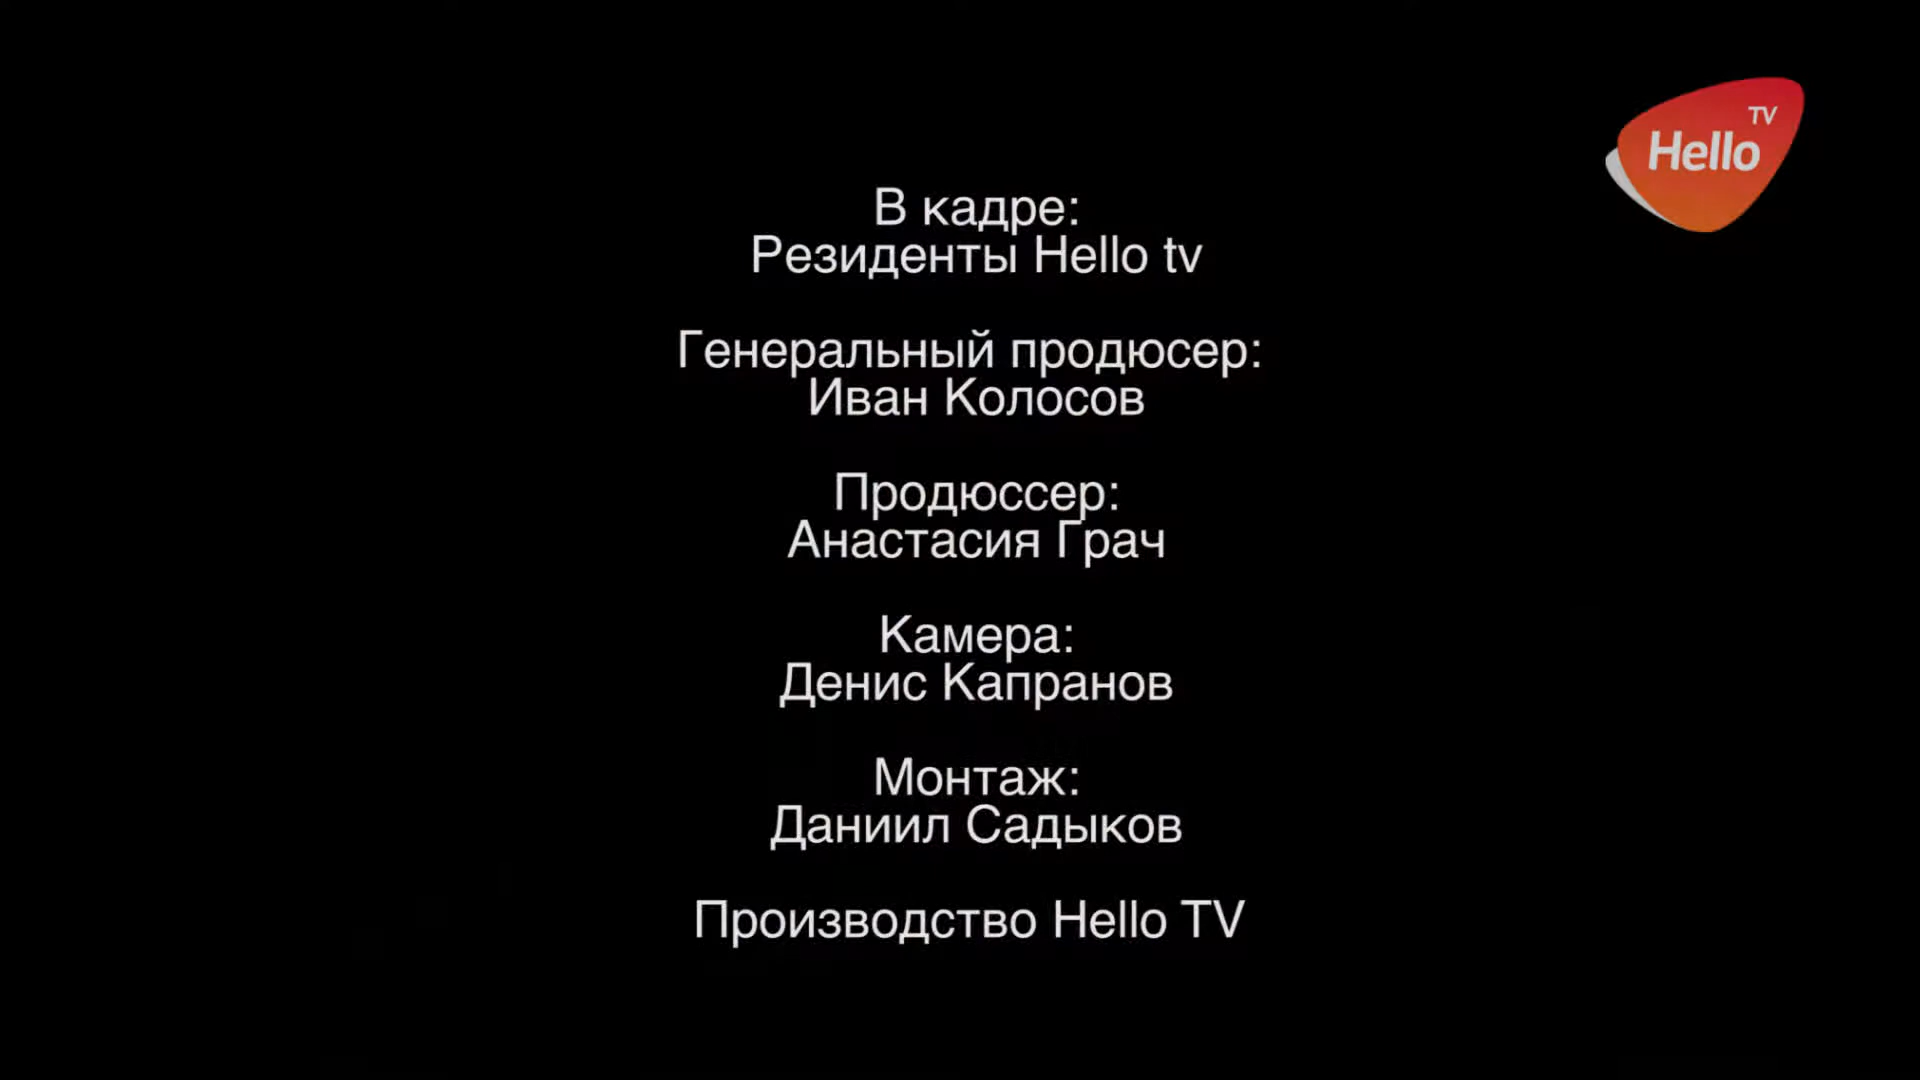 TV
Hello
В кадре:
Резиденты Hello tv
Генеральный продюсер:
Иван Колосов
Продюссер:
Анастасия Грач
Камера:
Денис Капранов
Монтаж:
Даниил Садыков
Производство Hello TV